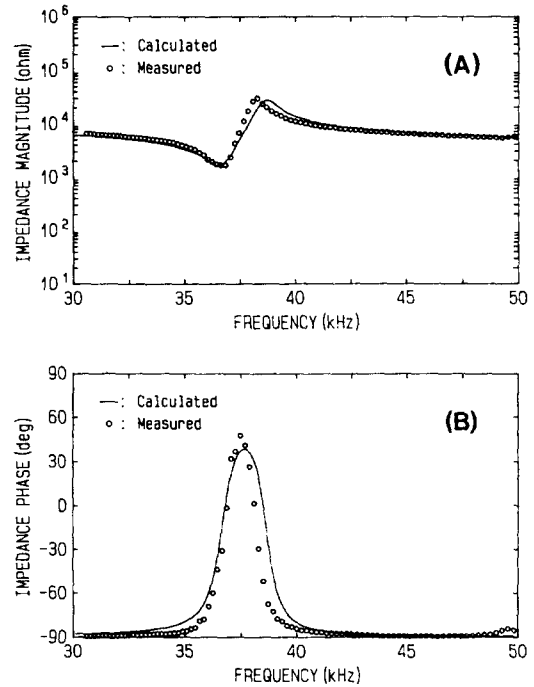 10^6
— : Calculated
o : Measured
(A)
10^5
10^4
10^3
10^2
10^1
IMPEDANCE MAGNITUDE (ohm)
30 35 40 45 50
FREQUENCY (kHz)
90
— : Calculated
o : Measured
(B)
60
30
0
-30
-60
-90
IMPEDANCE PHASE (deg)
30 35 40 45 50
FREQUENCY (kHz)